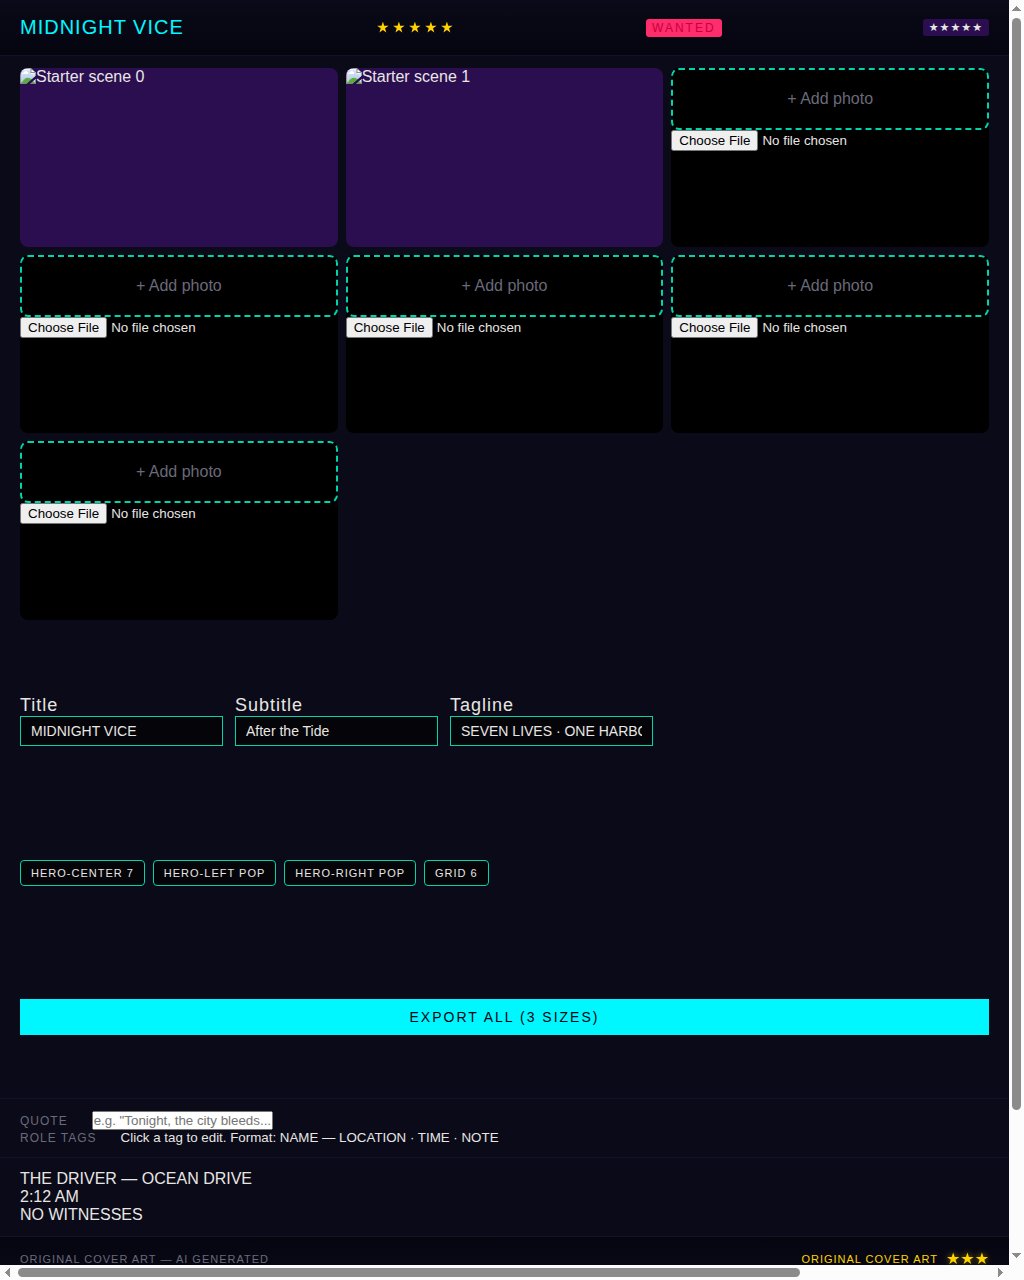 MIDNIGHT VICE ★★★★★ WANTED ★★★★★
Starter scene 0 Starter scene 1 + Add photo
Choose File No file chosen
+ Add photo + Add photo + Add photo
Choose File No file chosen Choose File No file chosen Choose File No file chosen
+ Add photo
Choose File No file chosen
Title Subtitle Tagline
MIDNIGHT VICE After the Tide SEVEN LIVES · ONE HARBO
HERO-CENTER 7 HERO-LEFT POP HERO-RIGHT POP GRID 6
EXPORT ALL (3 SIZES)
QUOTE e.g. "Tonight, the city bleeds...
ROLE TAGS Click a tag to edit. Format: NAME — LOCATION · TIME · NOTE
THE DRIVER — OCEAN DRIVE
2:12 AM
NO WITNESSES
ORIGINAL COVER ART — AI GENERATED ORIGINAL COVER ART ★★★